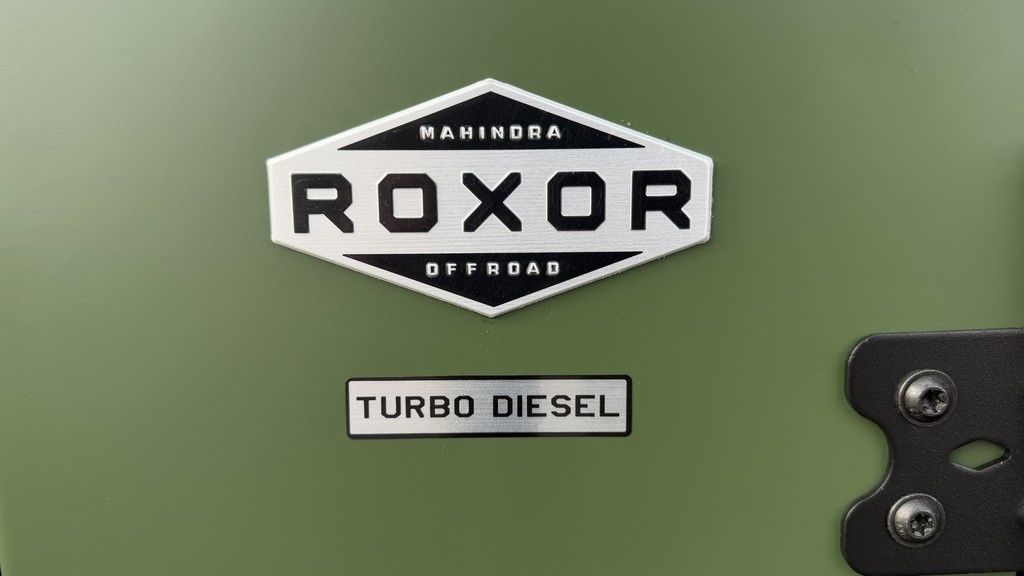 MAHINDRA
ROXOR
OFFROAD
TURBO DIESEL